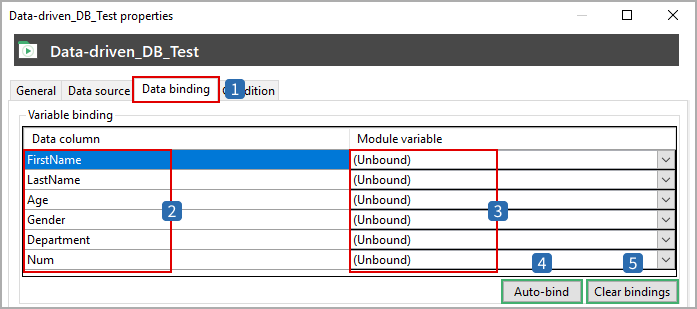 Data-driven_DB_Test properties
Data-driven_DB_Test
General Data source Data binding 1 dition
Variable binding
Data column Module variable
FirstName (Unbound)
LastName (Unbound)
Age (Unbound)
2 3
Gender (Unbound)
Department (Unbound)
Num (Unbound)
4 5
Auto-bind Clear bindings